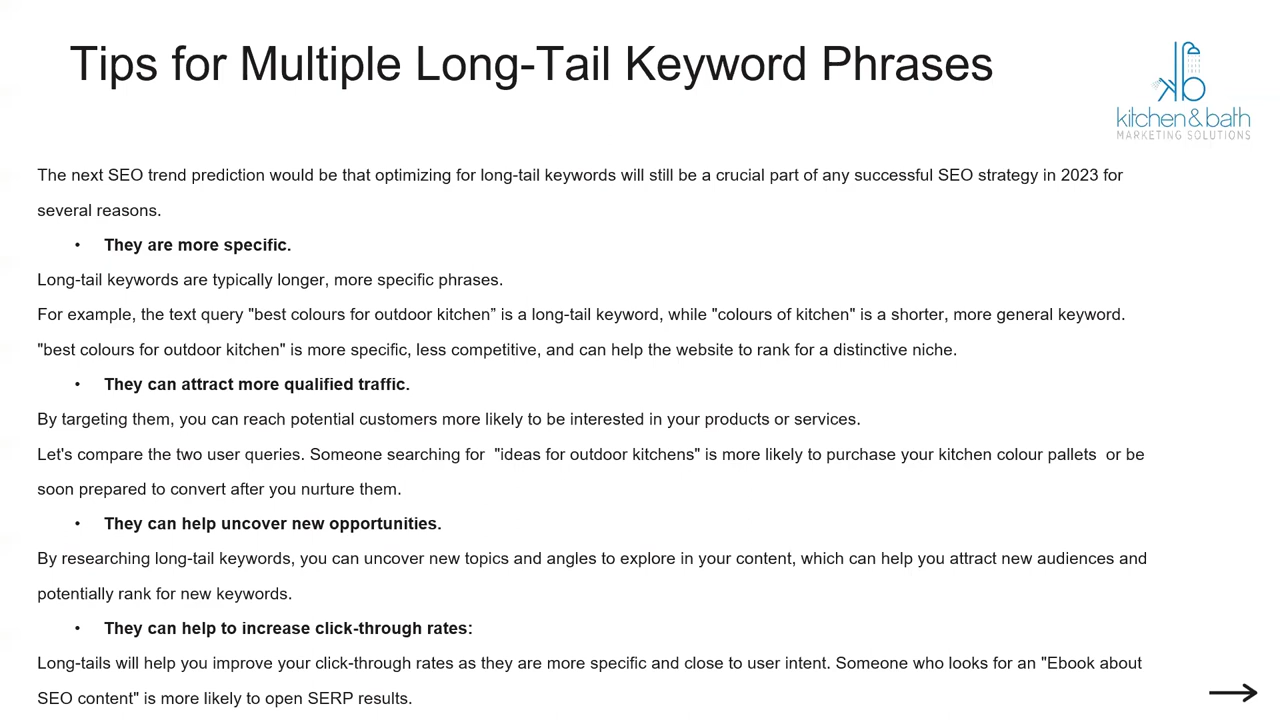 Tips for Multiple Long-Tail Keyword Phrases
kitchen & bath
MARKETING SOLUTIONS
The next SEO trend prediction would be that optimizing for long-tail keywords will still be a crucial part of any successful SEO strategy in 2023 for
several reasons.
• They are more specific.
Long-tail keywords are typically longer, more specific phrases.
For example, the text query "best colours for outdoor kitchen” is a long-tail keyword, while "colours of kitchen" is a shorter, more general keyword.
"best colours for outdoor kitchen" is more specific, less competitive, and can help the website to rank for a distinctive niche.
• They can attract more qualified traffic.
By targeting them, you can reach potential customers more likely to be interested in your products or services.
Let's compare the two user queries. Someone searching for  "ideas for outdoor kitchens" is more likely to purchase your kitchen colour pallets  or be
soon prepared to convert after you nurture them.
• They can help uncover new opportunities.
By researching long-tail keywords, you can uncover new topics and angles to explore in your content, which can help you attract new audiences and
potentially rank for new keywords.
• They can help to increase click-through rates:
Long-tails will help you improve your click-through rates as they are more specific and close to user intent. Someone who looks for an "Ebook about
SEO content" is more likely to open SERP results.